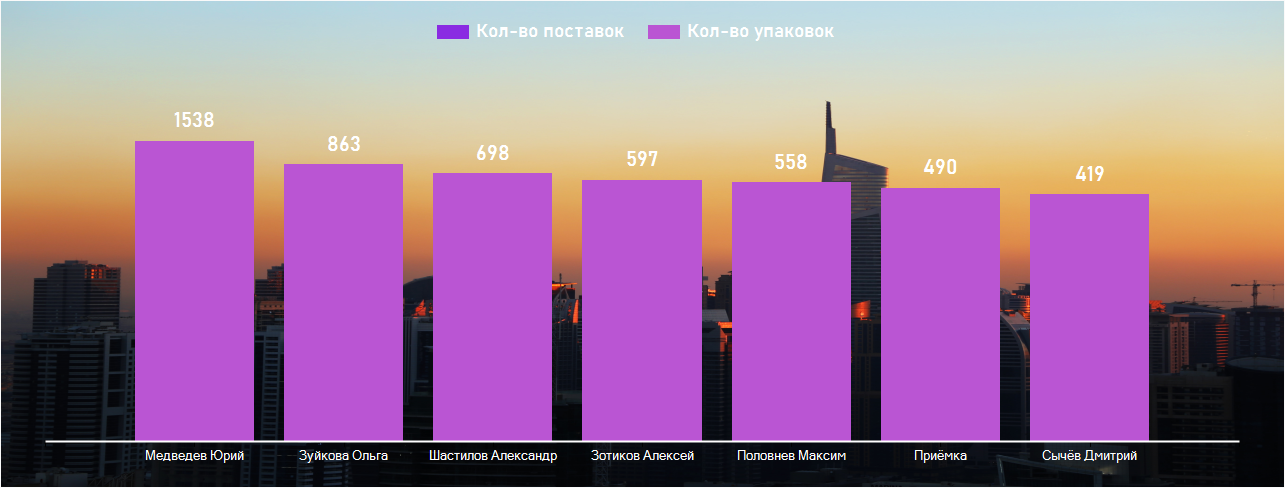 Кол-во поставок Кол-во упаковок
1538 863 698 597 558 490 419
Медведев Юрий Зуйкова Ольга Шастилов Александр Зотиков Алексей Половнев Максим Приёмка Сычёв Дмитрий